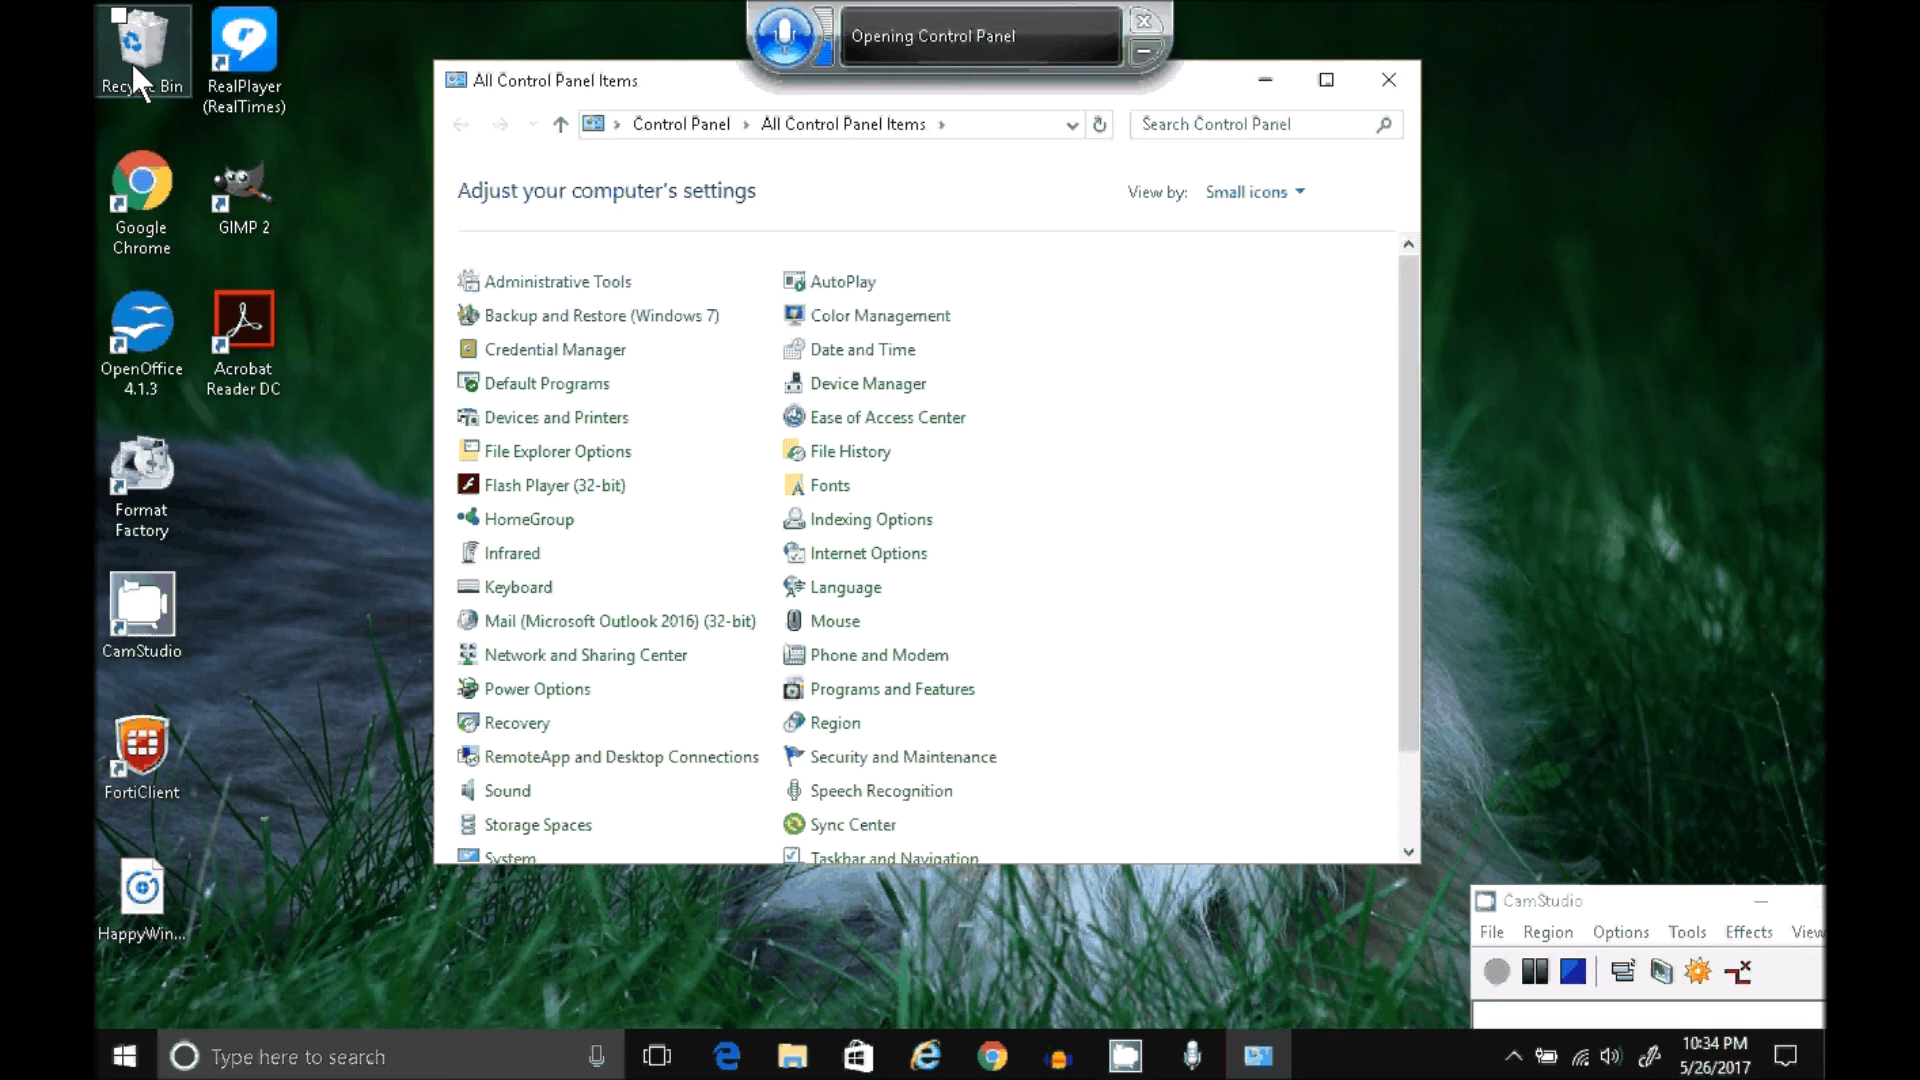 Opening Control Panel
Recycle Bin
RealPlayer
(RealTimes)
Google
Chrome
GIMP 2
OpenOffice
4.1.3
Acrobat
Reader DC
Format
Factory
CamStudio
FortiClient
HappyWin...
All Control Panel Items
Control Panel
All Control Panel Items
Search Control Panel
Adjust your computer's settings
View by:
Small icons
Administrative Tools
AutoPlay
Backup and Restore (Windows 7)
Color Management
Credential Manager
Date and Time
Default Programs
Device Manager
Devices and Printers
Ease of Access Center
File Explorer Options
File History
Flash Player (32-bit)
Fonts
HomeGroup
Indexing Options
Infrared
Internet Options
Keyboard
Language
Mail (Microsoft Outlook 2016) (32-bit)
Mouse
Network and Sharing Center
Phone and Modem
Power Options
Programs and Features
Recovery
Region
RemoteApp and Desktop Connections
Security and Maintenance
Sound
Speech Recognition
Storage Spaces
Sync Center
System
Taskbar and Navigation
CamStudio
File
Region
Options
Tools
Effects
View
Type here to search
10:34 PM
5/26/2017